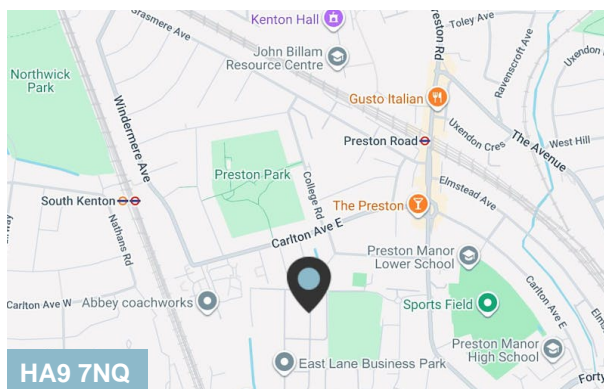 Grasmere Ave
Kenton Hall
Toley Ave
Preston Rd
Ravenscroft Ave
Uxendon
John Billam
Resource Centre
Northwick
Park
Windermere Ave
Gusto Italian
Uxendon Cres
The Avenue
West Hill
Preston Road
Preston Park
College Rd
Elmstead Ave
South Kenton
The Preston
Nathans Rd
Carlton Ave E
Preston Manor
Lower School
Carlton Ave W
Abbey coachworks
Sports Field
Carlton Ave E
Preston Manor
High School
East Lane Business Park
Forty
HA9 7NQ